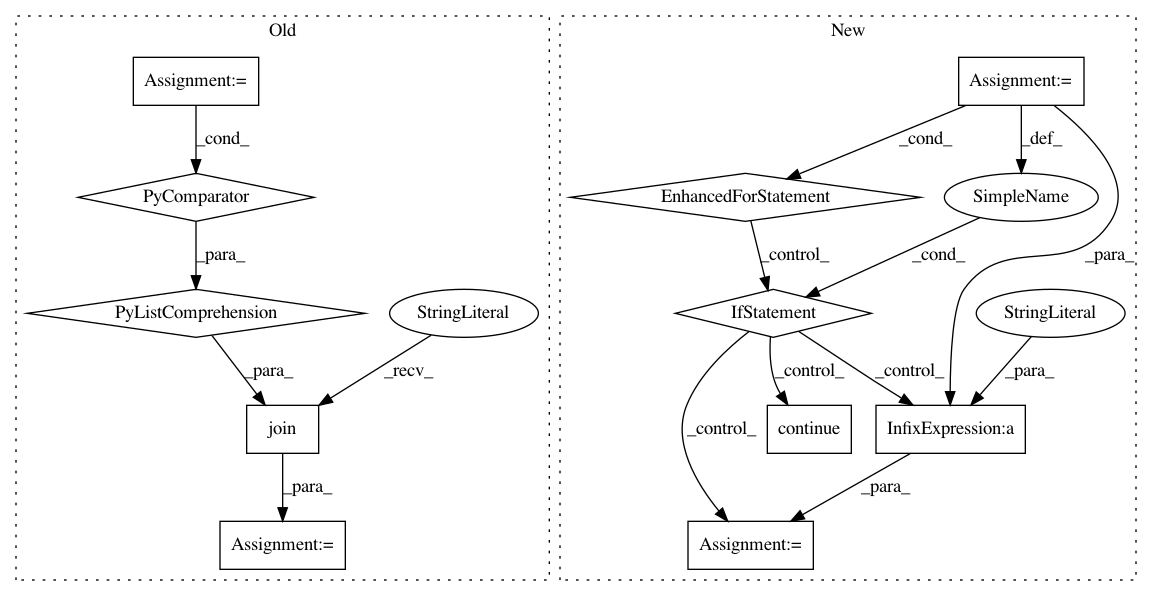 Old
New
Assignment:=
Assignment:=
_cond_
_cond_
_def_
PyComparator
EnhancedForStatement
SimpleName
_para_
_control_
_cond_
_para_
PyListComprehension
StringLiteral
IfStatement
StringLiteral
_para_
_recv_
_control_
_control_
_para_
join
_control_
continue
InfixExpression:a
_para_
_para_
Assignment:=
Assignment:=